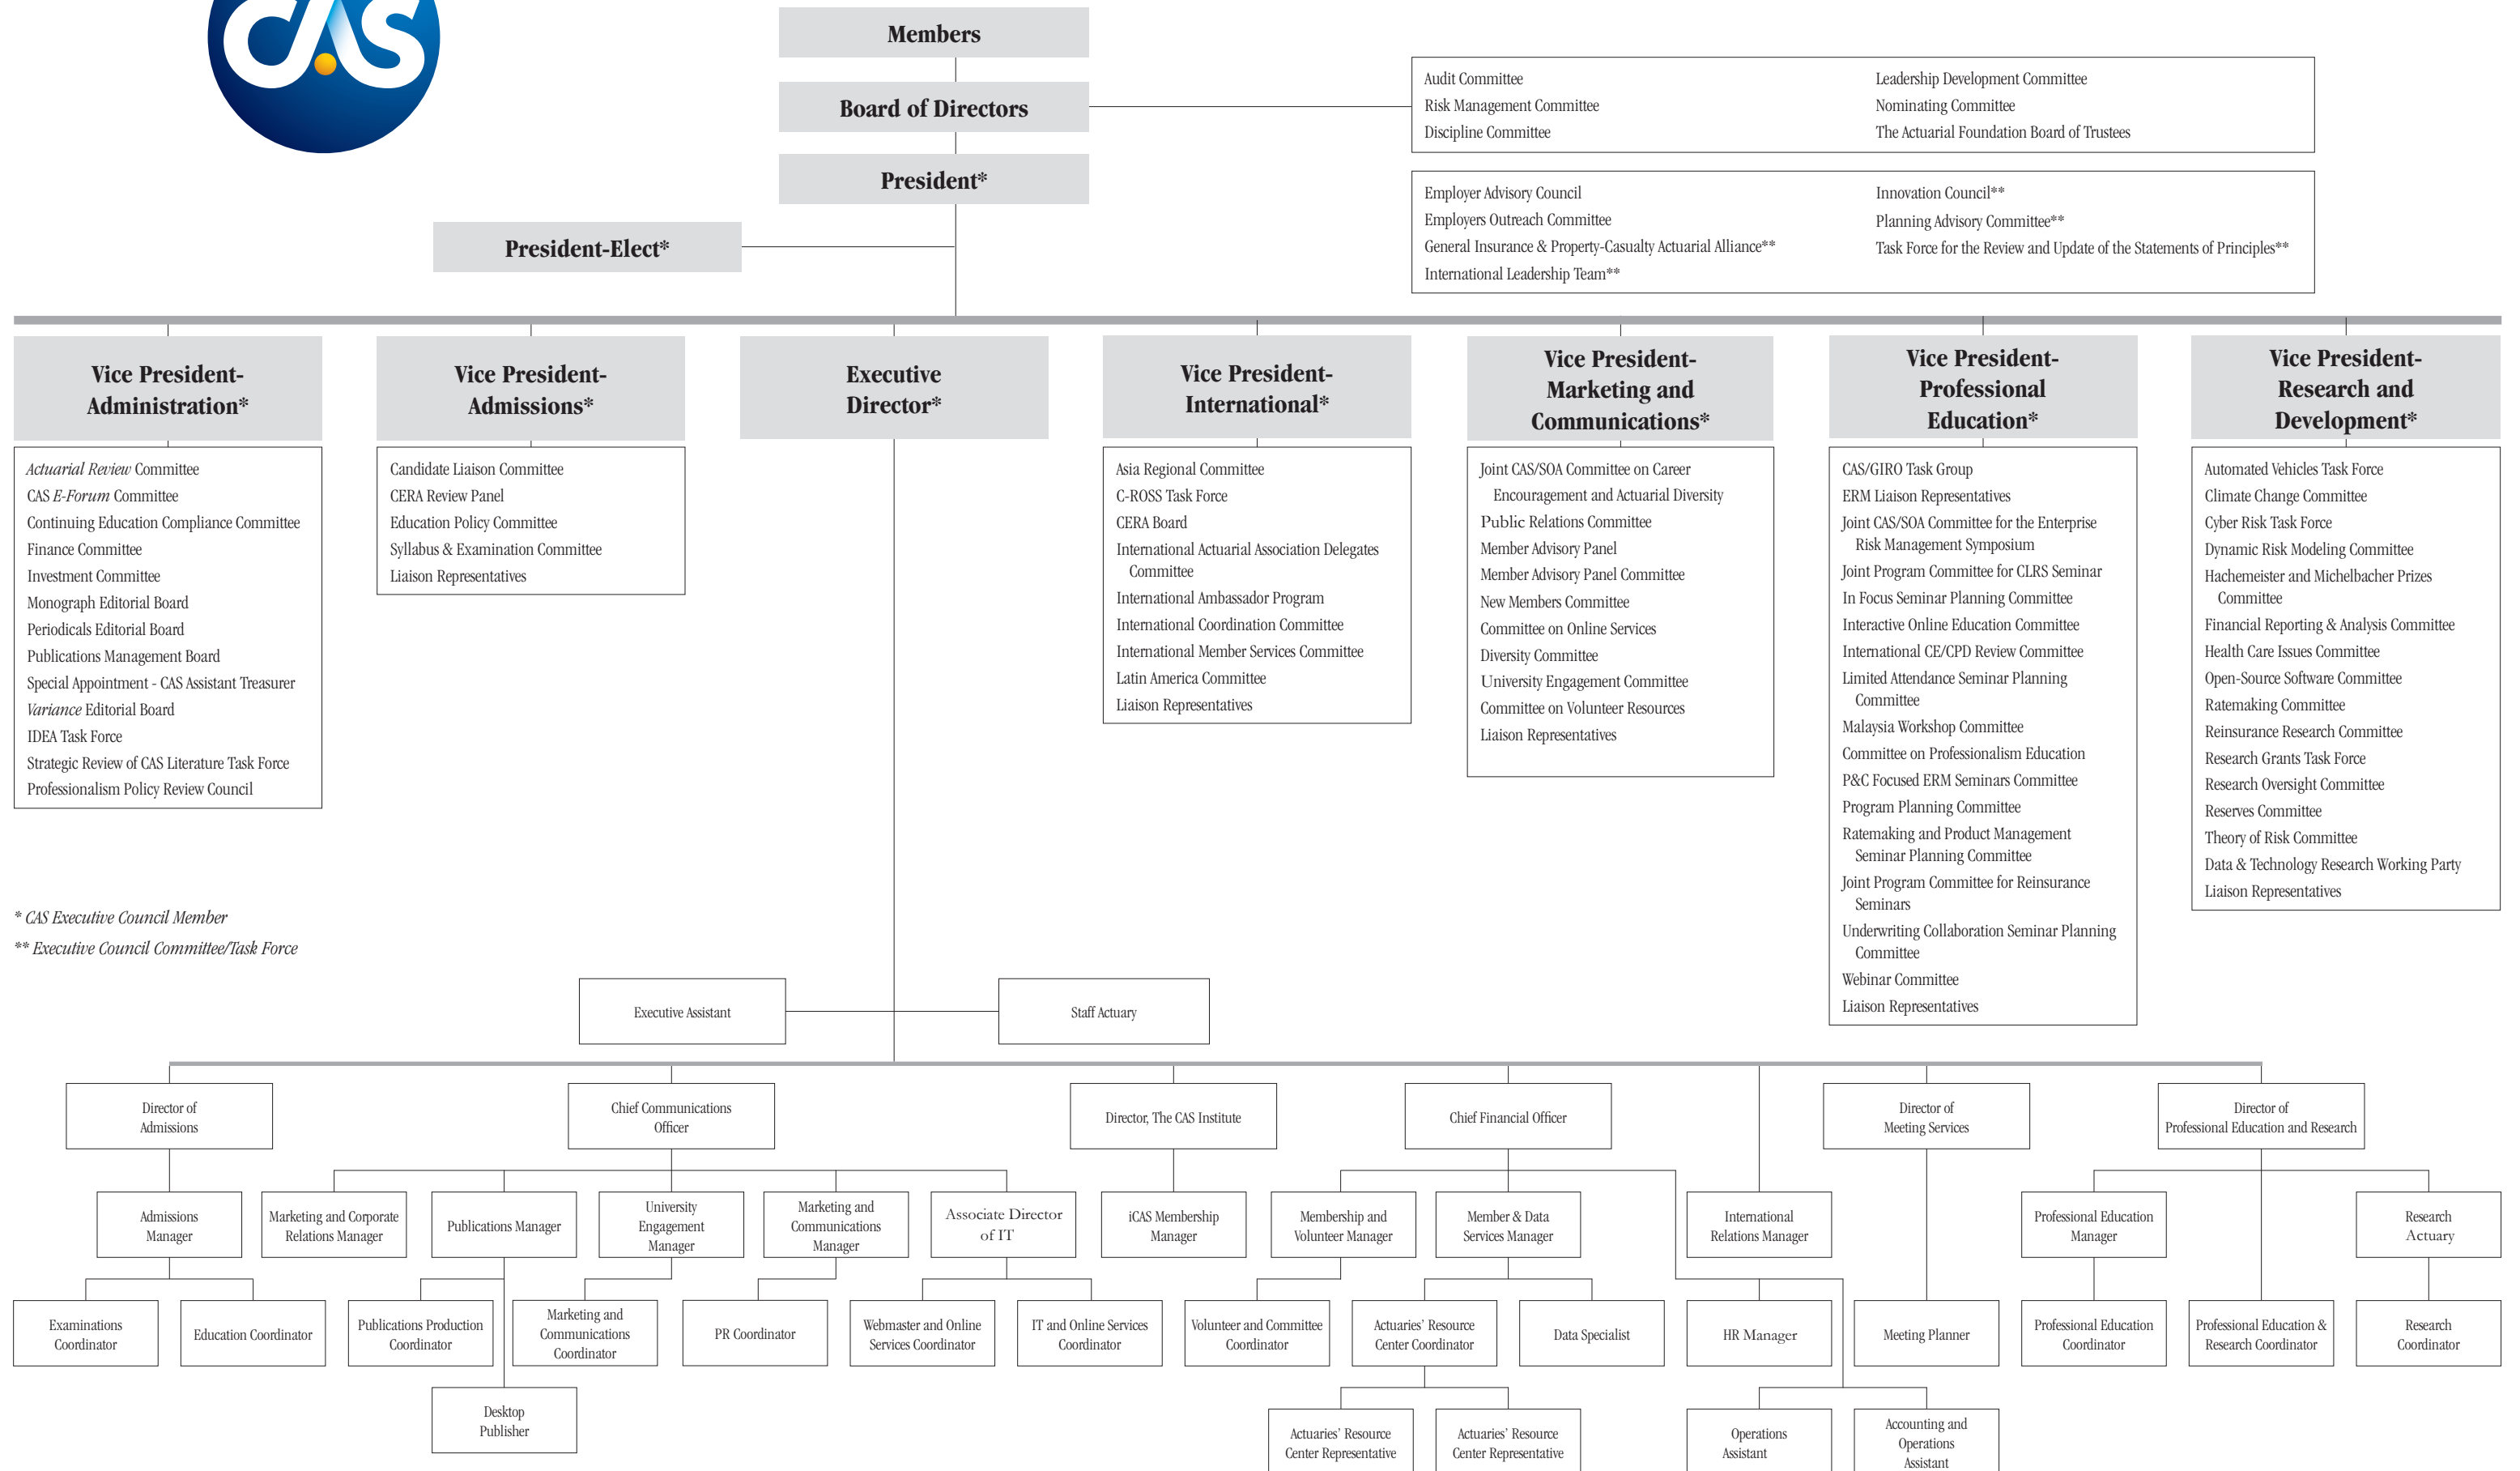 CAS
Members
Board of Directors
President*
President-Elect*
Audit Committee
Risk Management Committee
Discipline Committee
Leadership Development Committee
Nominating Committee
The Actuarial Foundation Board of Trustees
Employer Advisory Council
Employers Outreach Committee
General Insurance & Property-Casualty Actuarial Alliance**
International Leadership Team**
Innovation Council**
Planning Advisory Committee**
Task Force for the Review and Update of the Statements of Principles**
Vice President-
Administration*
Actuarial Review Committee
CAS E-Forum Committee
Continuing Education Compliance Committee
Finance Committee
Investment Committee
Monograph Editorial Board
Periodicals Editorial Board
Publications Management Board
Special Appointment - CAS Assistant Treasurer
Variance Editorial Board
IDEA Task Force
Strategic Review of CAS Literature Task Force
Professionalism Policy Review Council
Vice President-
Admissions*
Candidate Liaison Committee
CERA Review Panel
Education Policy Committee
Syllabus & Examination Committee
Liaison Representatives
Executive
Director*
Vice President-
International*
Asia Regional Committee
C-ROSS Task Force
CERA Board
International Actuarial Association Delegates
Committee
International Ambassador Program
International Coordination Committee
International Member Services Committee
Latin America Committee
Liaison Representatives
Vice President-
Marketing and
Communications*
Joint CAS/SOA Committee on Career
Encouragement and Actuarial Diversity
Public Relations Committee
Member Advisory Panel
Member Advisory Panel Committee
New Members Committee
Committee on Online Services
Diversity Committee
University Engagement Committee
Committee on Volunteer Resources
Liaison Representatives
Vice President-
Professional
Education*
CAS/GIRO Task Group
ERM Liaison Representatives
Joint CAS/SOA Committee for the Enterprise
Risk Management Symposium
Joint Program Committee for CLRS Seminar
In Focus Seminar Planning Committee
Interactive Online Education Committee
International CE/CPD Review Committee
Limited Attendance Seminar Planning
Committee
Malaysia Workshop Committee
Committee on Professionalism Education
P&C Focused ERM Seminars Committee
Program Planning Committee
Ratemaking and Product Management
Seminar Planning Committee
Joint Program Committee for Reinsurance
Seminars
Underwriting Collaboration Seminar Planning
Committee
Webinar Committee
Liaison Representatives
Vice President-
Research and
Development*
Automated Vehicles Task Force
Climate Change Committee
Cyber Risk Task Force
Dynamic Risk Modeling Committee
Hachemeister and Michelbacher Prizes
Committee
Financial Reporting & Analysis Committee
Health Care Issues Committee
Open-Source Software Committee
Ratemaking Committee
Reinsurance Research Committee
Research Grants Task Force
Research Oversight Committee
Reserves Committee
Theory of Risk Committee
Data & Technology Research Working Party
Liaison Representatives
* CAS Executive Council Member
** Executive Council Committee/Task Force
Executive Assistant
Staff Actuary
Director of
Admissions
Chief Communications
Officer
Director, The CAS Institute
Chief Financial Officer
Director of
Meeting Services
Director of
Professional Education and Research
Admissions
Manager
Marketing and Corporate
Relations Manager
Publications Manager
University
Engagement
Manager
Marketing and
Communications
Manager
Associate Director
of IT
iCAS Membership
Manager
Membership and
Volunteer Manager
Member & Data
Services Manager
International
Relations Manager
Professional Education
Manager
Research
Actuary
Examinations
Coordinator
Education Coordinator
Publications Production
Coordinator
Marketing and
Communications
Coordinator
PR Coordinator
Webmaster and Online
Services Coordinator
IT and Online Services
Coordinator
Volunteer and Committee
Coordinator
Actuaries' Resource
Center Coordinator
Data Specialist
HR Manager
Meeting Planner
Professional Education
Coordinator
Professional Education &
Research Coordinator
Research
Coordinator
Desktop
Publisher
Actuaries' Resource
Center Representative
Actuaries' Resource
Center Representative
Operations
Assistant
Accounting and
Operations
Assistant